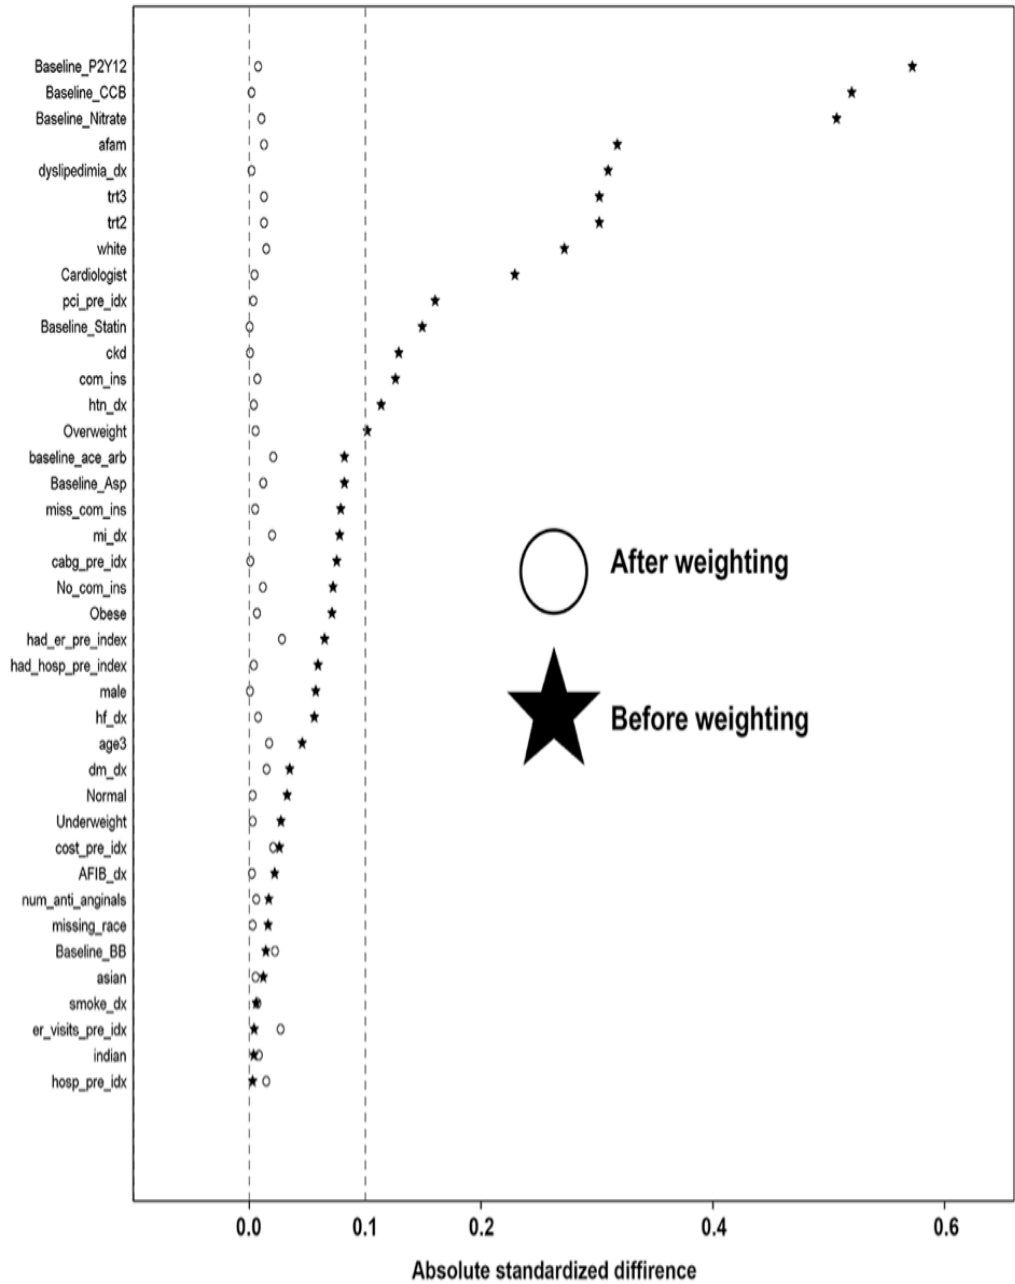 Baseline_P2Y12
Baseline_CCB
Baseline_Nitrate
afam
dyslipedimia_dx
trt3
trt2
white
Cardiologist
pci_pre_idx
Baseline_Statin
ckd
com_ins
htn_dx
Overweight
baseline_ace_arb
Baseline_Asp
miss_com_ins
mi_dx
cabg_pre_idx
No_com_ins
Obese
had_er_pre_index
had_hosp_pre_index
male
hf_dx
age3
dm_dx
Normal
Underweight
cost_pre_idx
AFIB_dx
num_anti_anginals
missing_race
Baseline_BB
asian
smoke_dx
er_visits_pre_idx
indian
hosp_pre_idx
After weighting
Before weighting
0.0 0.1 0.2 0.4 0.6
Absolute standardized diffirence